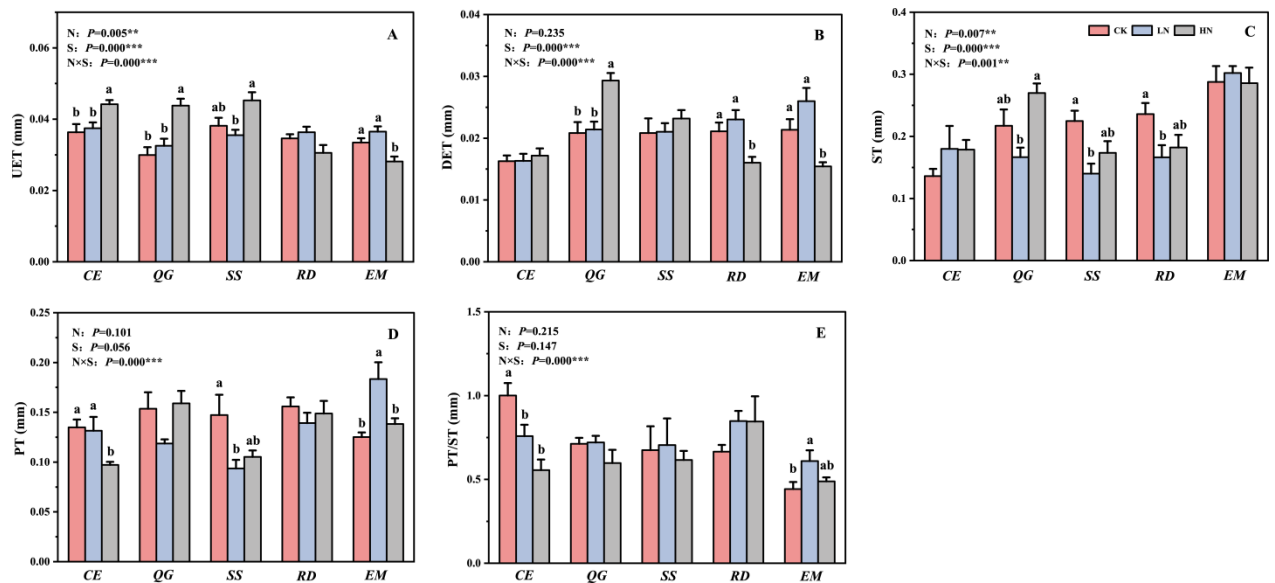 N： P=0.005**
S： P=0.000***
N×S： P=0.000***
A
UET (mm)
0.06
0.04
0.02
0.00
b b a
b b a
ab b a
a a b
CE QG SS RD EM
N： P=0.235
S： P=0.000***
N×S： P=0.000***
B
DET (mm)
0.04
0.03
0.02
0.01
0.00
b b a
a a b
b a b
CE QG SS RD EM
N： P=0.007**
S： P=0.000***
N×S： P=0.001**
CK LN HN
C
ST (mm)
0.4
0.3
0.2
0.1
0.0
ab b a
a b ab
a b ab
CE QG SS RD EM
N： P=0.101
S： P=0.056
N×S： P=0.000***
D
PT (mm)
0.25
0.20
0.15
0.10
0.05
0.00
a a b
a b ab
b a b
CE QG SS RD EM
N： P=0.215
S： P=0.147
N×S： P=0.000***
E
PT/ST (mm)
1.5
1.0
0.5
0.0
a b b
b a ab
CE QG SS RD EM